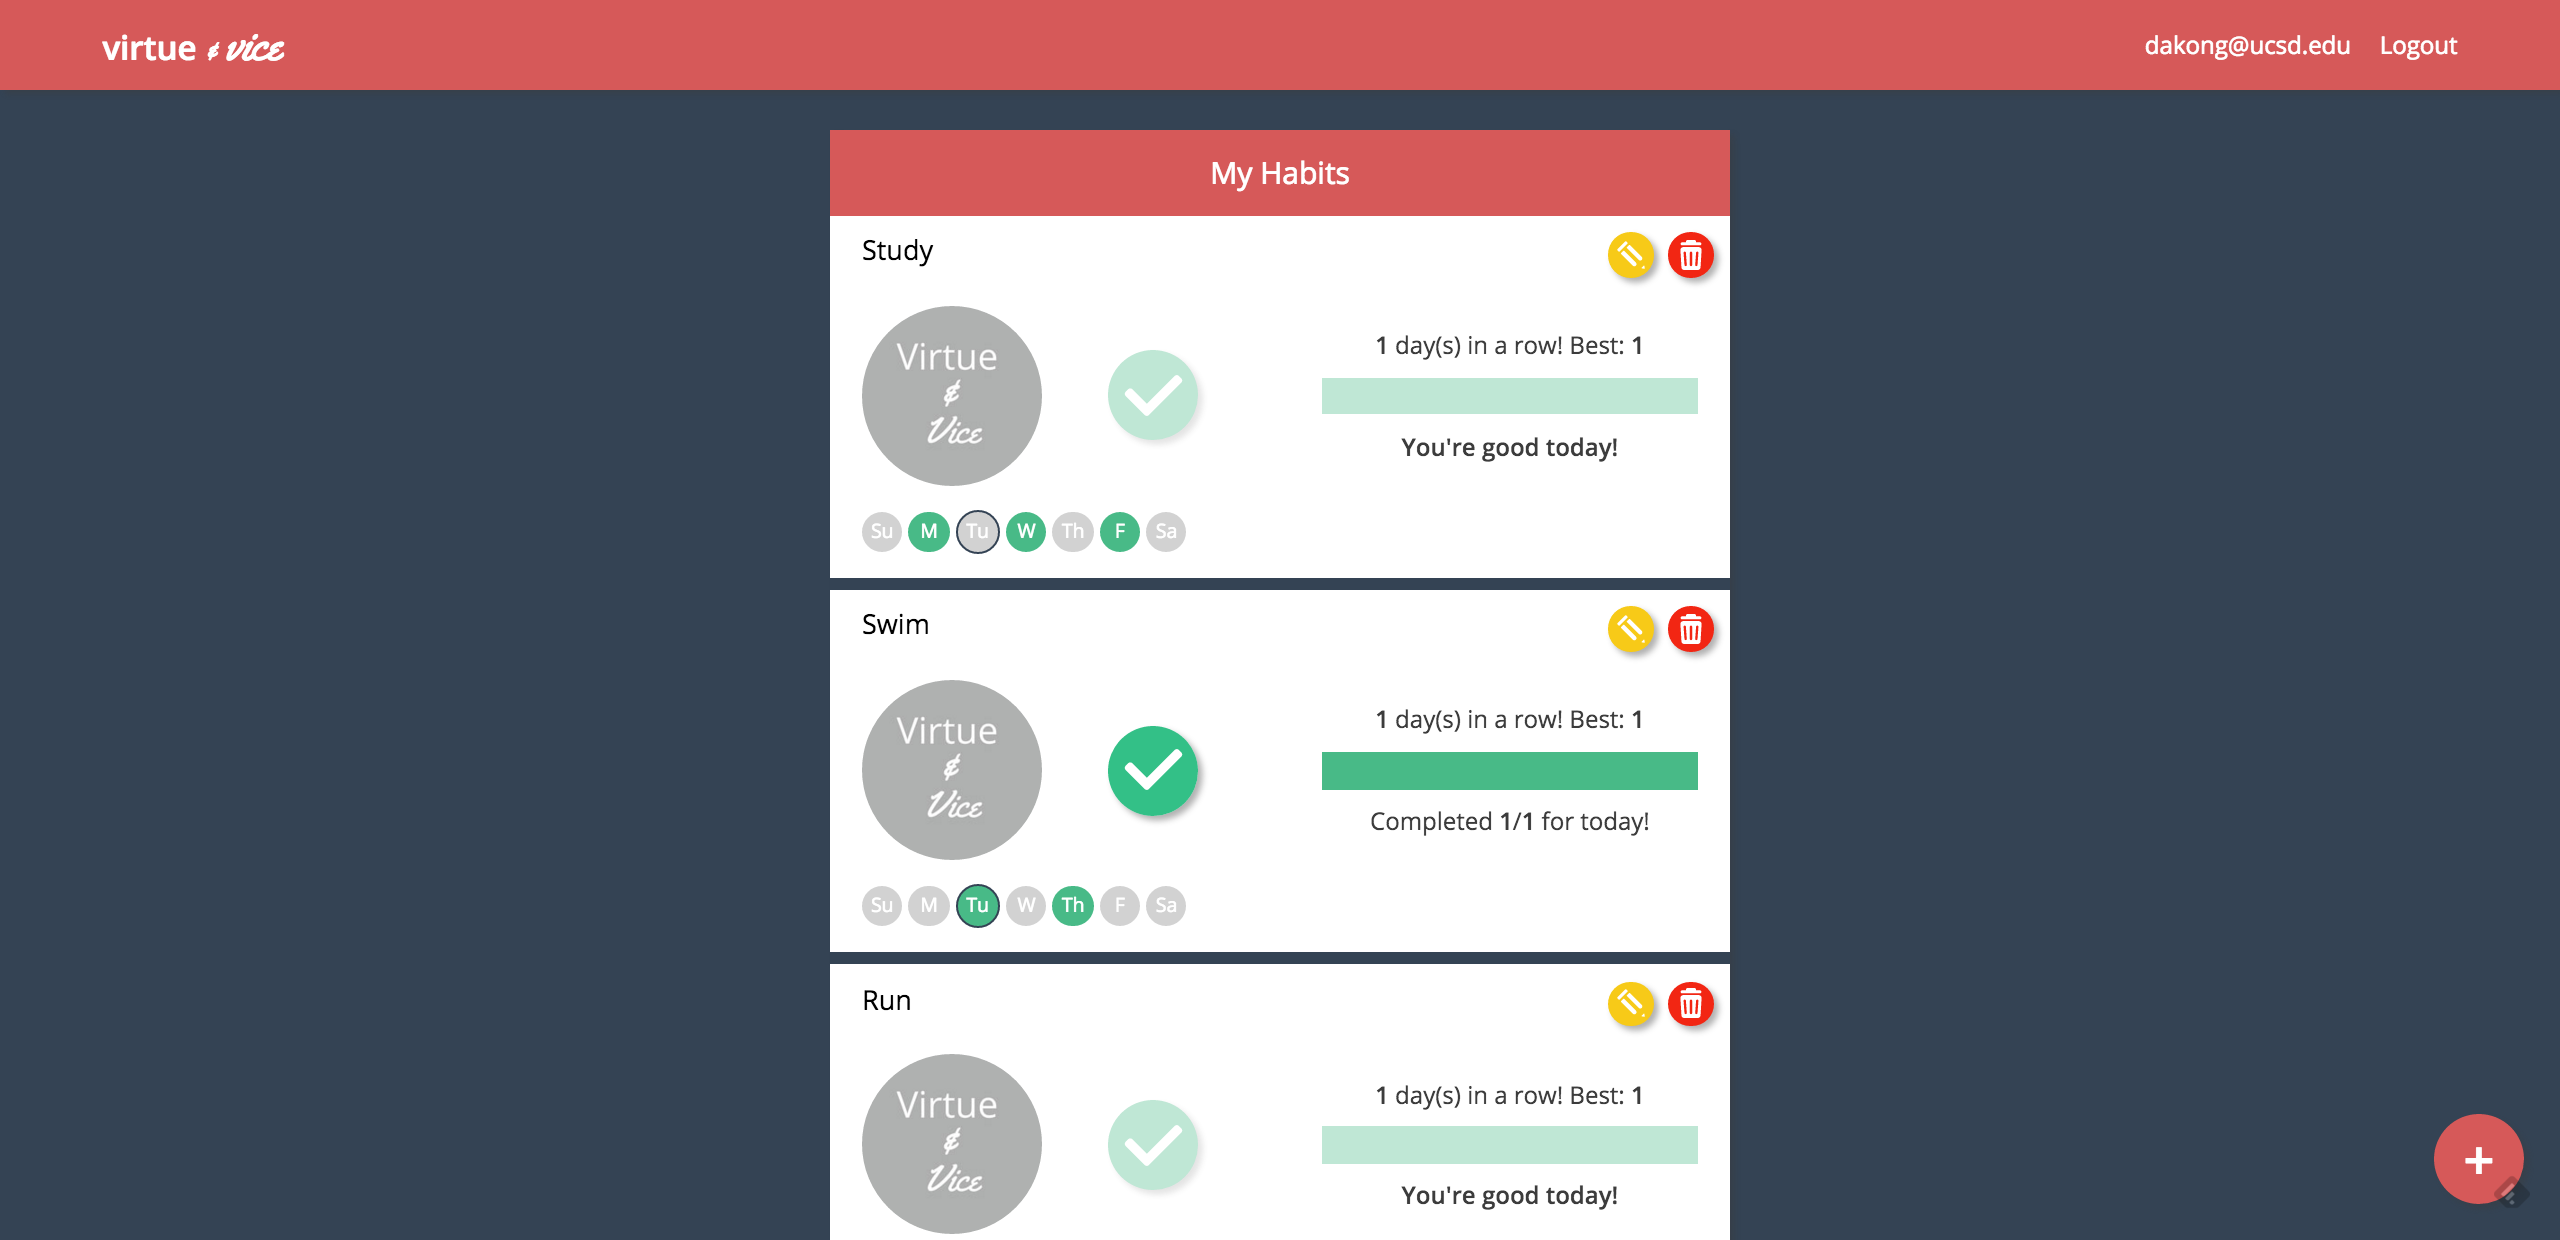 virtue & vice
dakong@ucsd.edu Logout
My Habits
Study
Virtue
&
Vice
1 day(s) in a row! Best: 1
You're good today!
Su M Tu W Th F Sa
Swim
Virtue
&
Vice
1 day(s) in a row! Best: 1
Completed 1/1 for today!
Su M Tu W Th F Sa
Run
Virtue
&
Vice
1 day(s) in a row! Best: 1
You're good today!
+